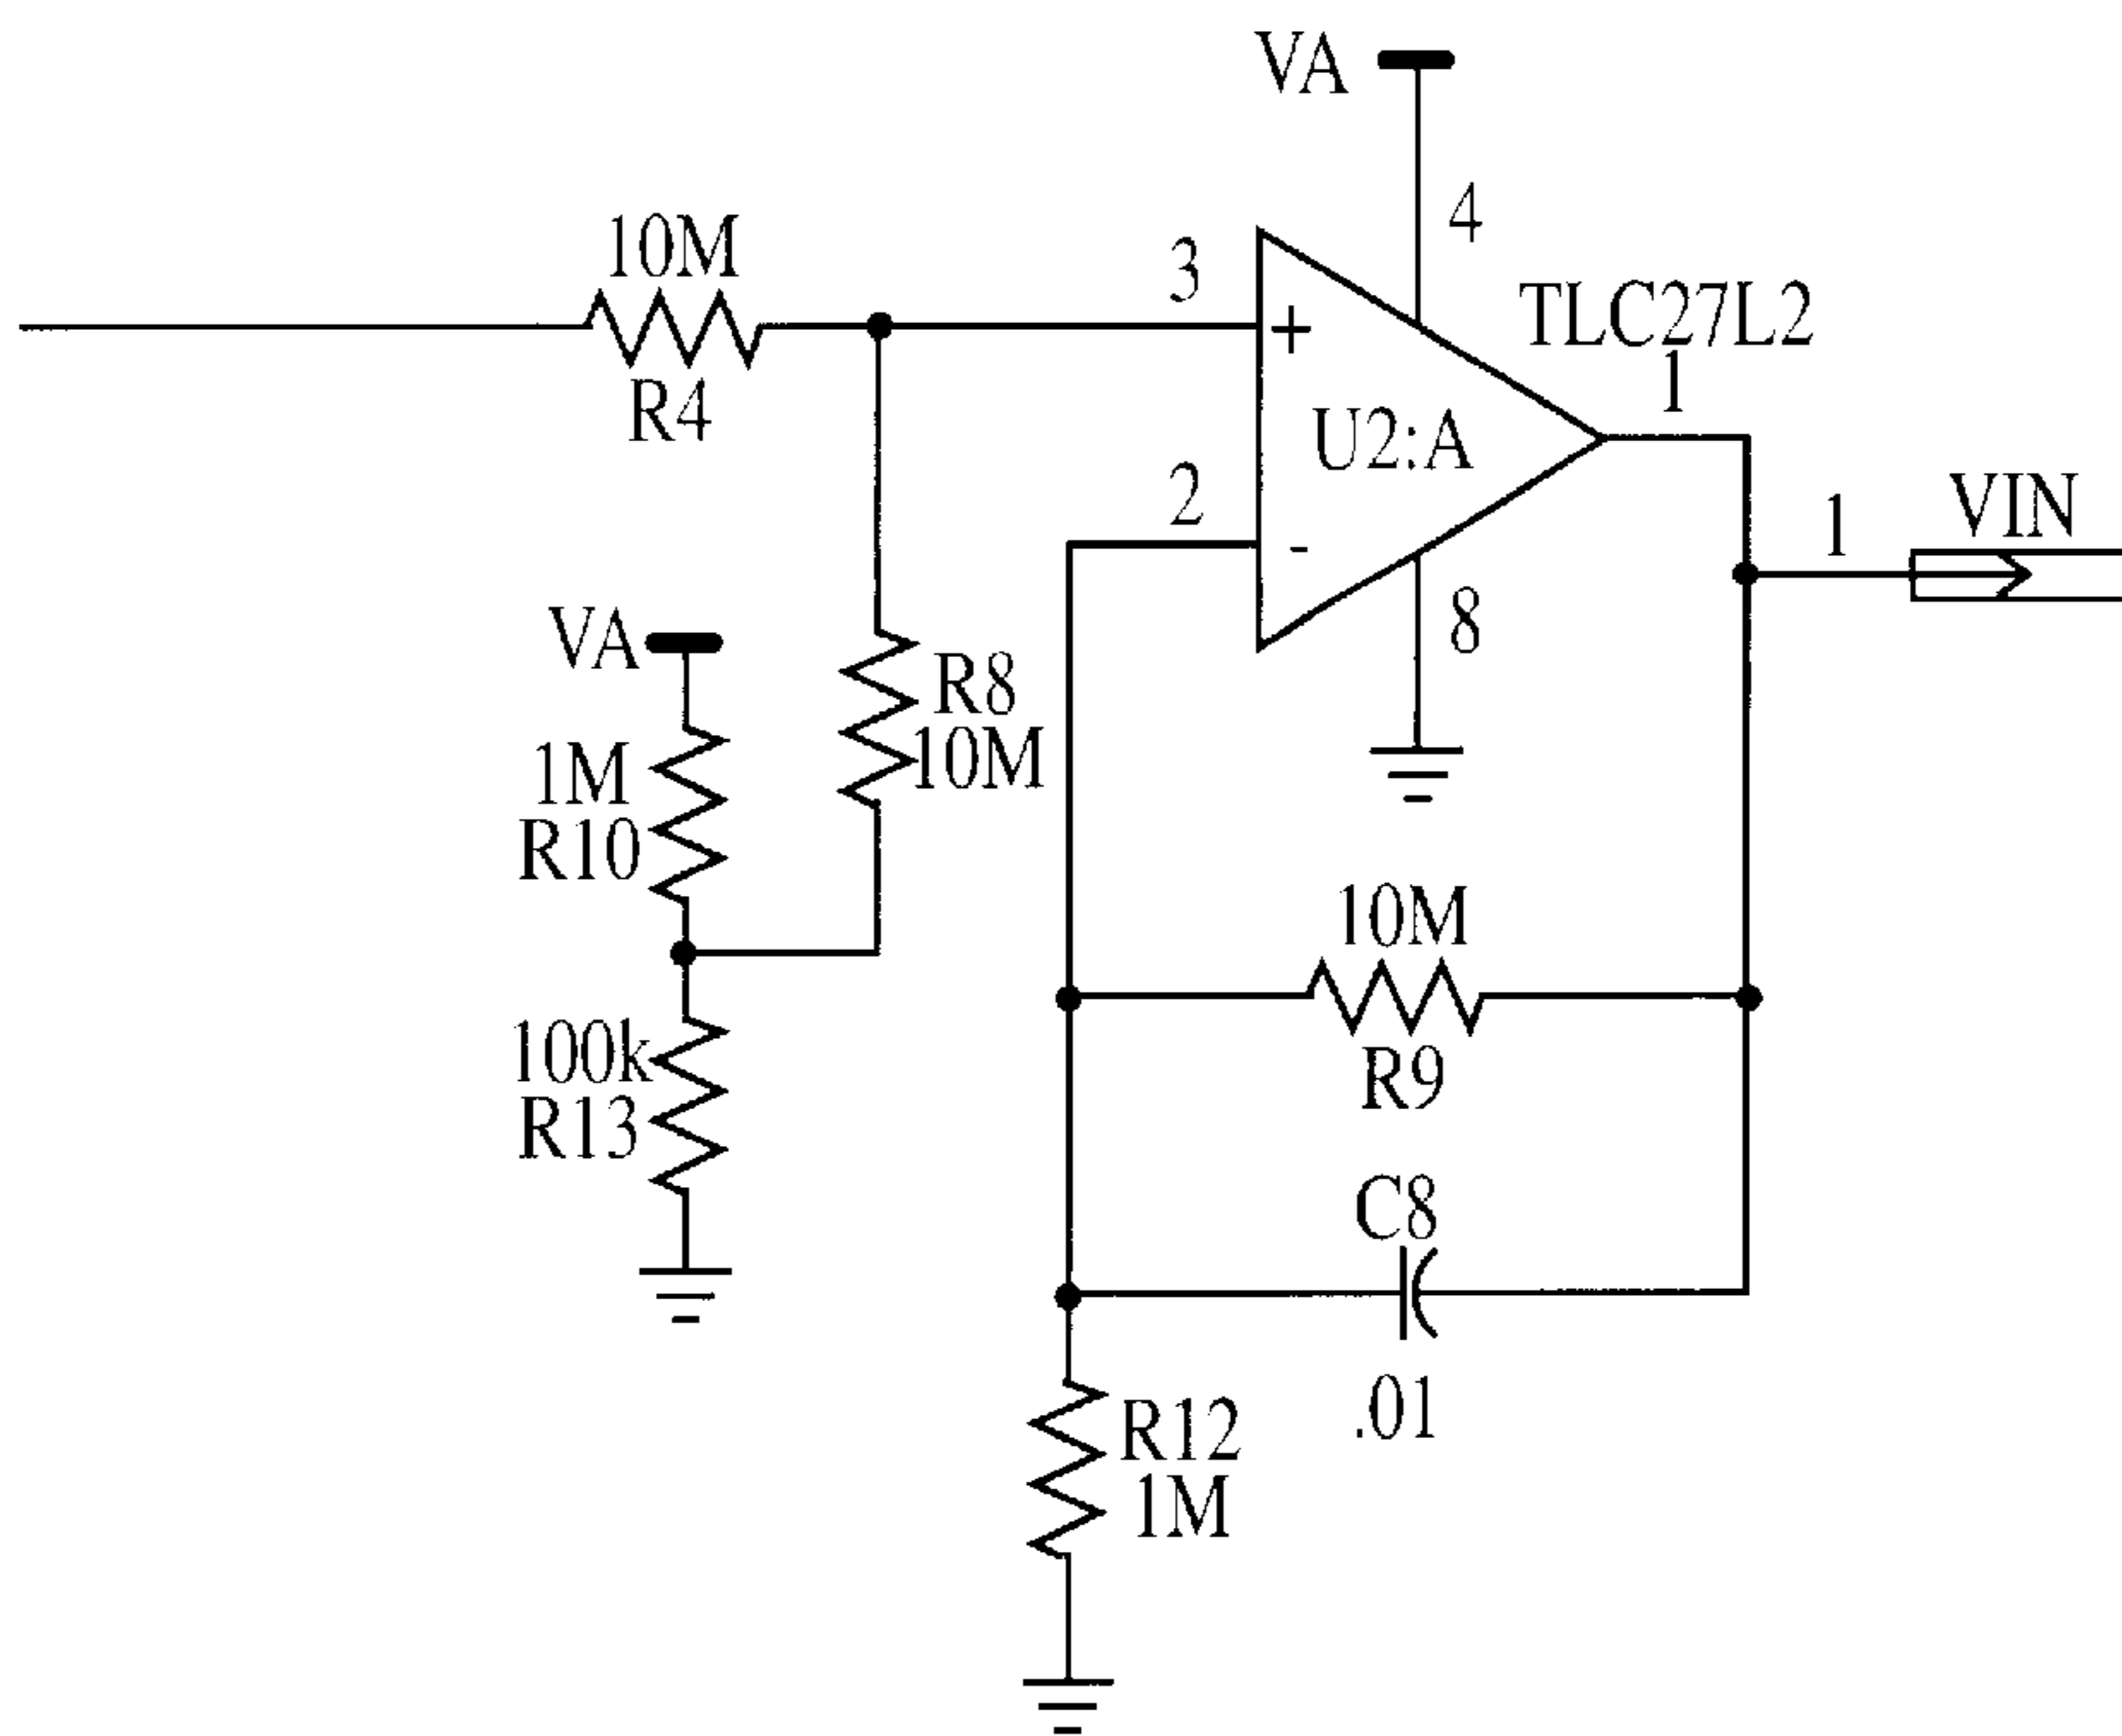 VA
4
10M
3
+
TLC27L2
1
R4
U2:A
2
-
1
VIN
8
VA
R8
10M
1M
R10
10M
R9
100k
R13
C8
.01
R12
1M